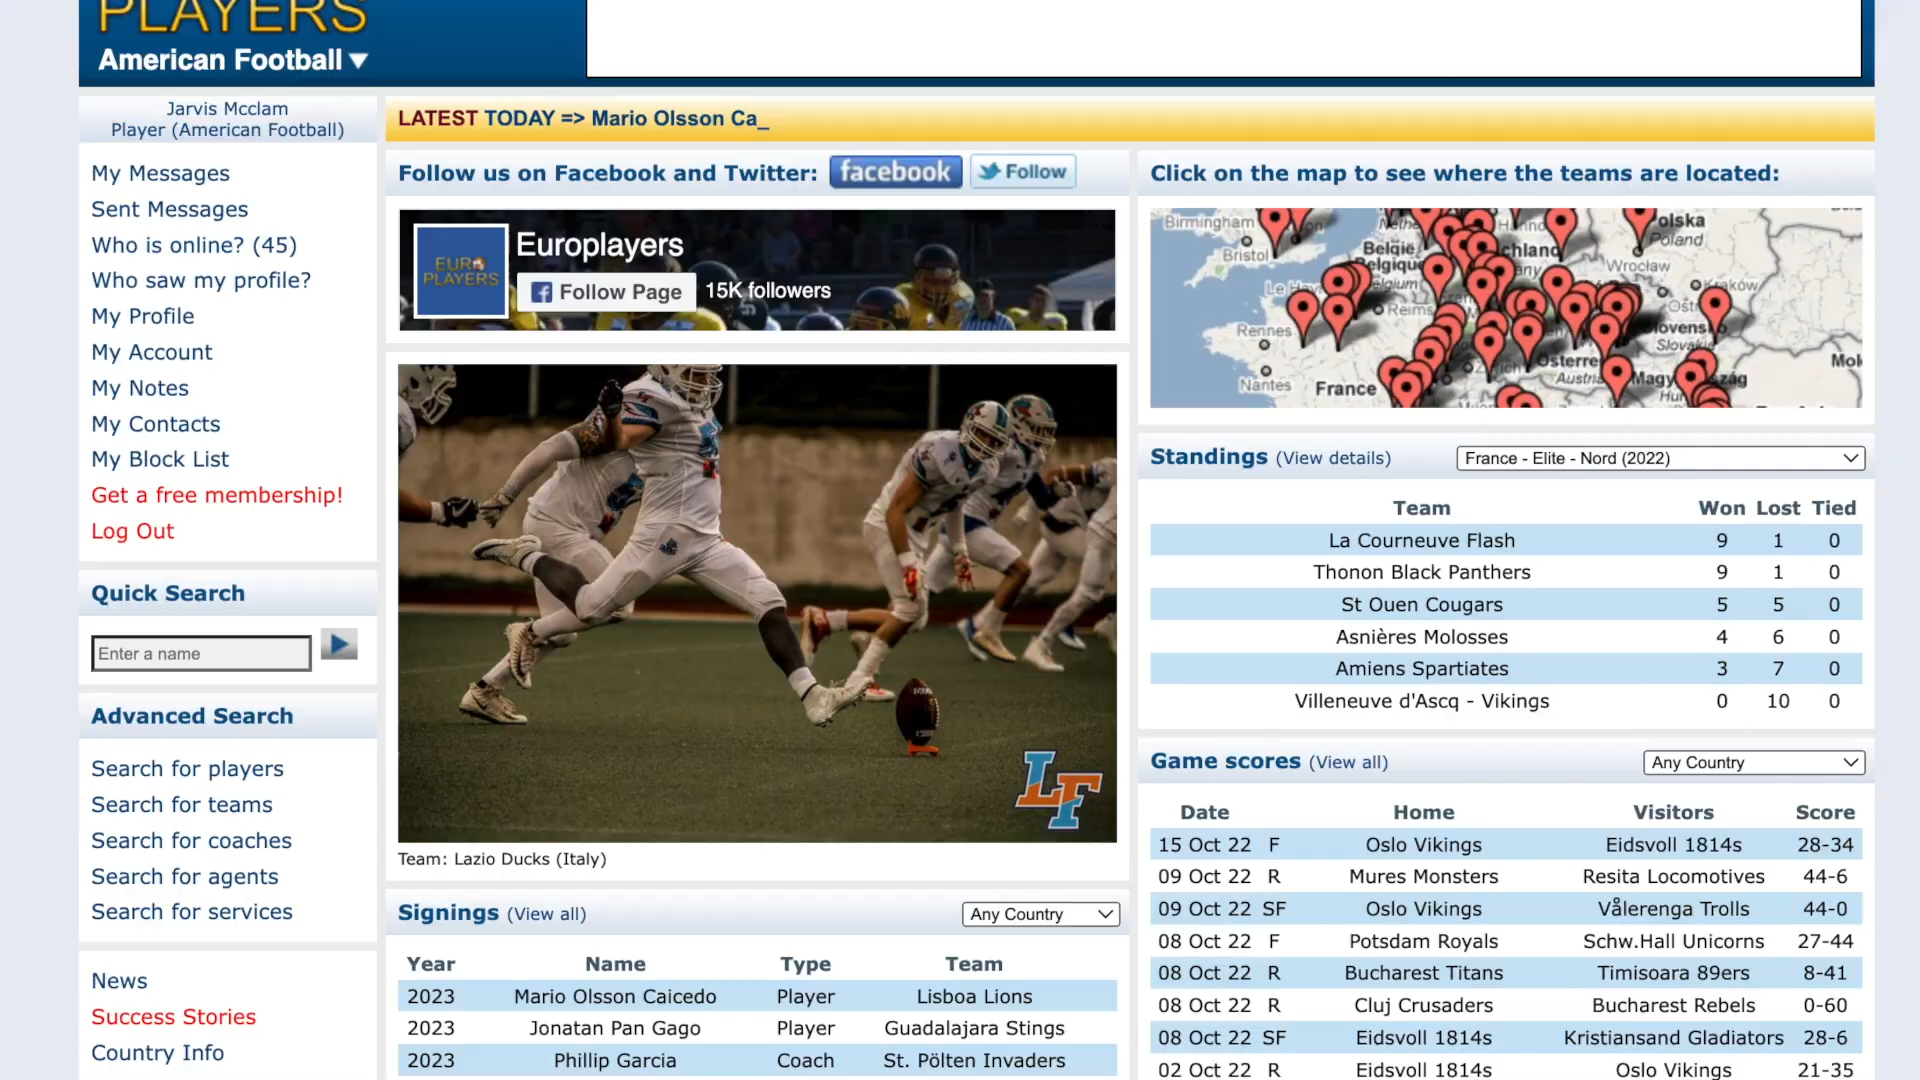 PLAYERS
American Football ▼
Jarvis Mcclam
Player (American Football)
My Messages
Sent Messages
Who is online? (45)
Who saw my profile?
My Profile
My Account
My Notes
My Contacts
My Block List
Get a free membership!
Log Out
Quick Search
Enter a name
Advanced Search
Search for players
Search for teams
Search for coaches
Search for agents
Search for services
News
Success Stories
Country Info
LATEST TODAY => Mario Olsson Ca_
Follow us on Facebook and Twitter: facebook Follow
EURO PLAYERS
Europlayers
Follow Page 15K followers
LF
Team: Lazio Ducks (Italy)
Signings (View all) Any Country
Year Name Type Team
2023 Mario Olsson Caicedo Player Lisboa Lions
2023 Jonatan Pan Gago Player Guadalajara Stings
2023 Phillip Garcia Coach St. Pölten Invaders
Click on the map to see where the teams are located:
Birmingham
Bristol
België
Belgique
Polska
Poland
Wrocław
Reims
Rennes
Nantes
France
Standings (View details) France - Elite - Nord (2022)
Team Won Lost Tied
La Courneuve Flash 9 1 0
Thonon Black Panthers 9 1 0
St Ouen Cougars 5 5 0
Asnières Molosses 4 6 0
Amiens Spartiates 3 7 0
Villeneuve d'Ascq - Vikings 0 10 0
Game scores (View all) Any Country
Date Home Visitors Score
15 Oct 22 F Oslo Vikings Eidsvoll 1814s 28-34
09 Oct 22 R Mures Monsters Resita Locomotives 44-6
09 Oct 22 SF Oslo Vikings Vålerenga Trolls 44-0
08 Oct 22 F Potsdam Royals Schw.Hall Unicorns 27-44
08 Oct 22 R Bucharest Titans Timisoara 89ers 8-41
08 Oct 22 R Cluj Crusaders Bucharest Rebels 0-60
08 Oct 22 SF Eidsvoll 1814s Kristiansand Gladiators 28-6
02 Oct 22 R Eidsvoll 1814s Oslo Vikings 21-35